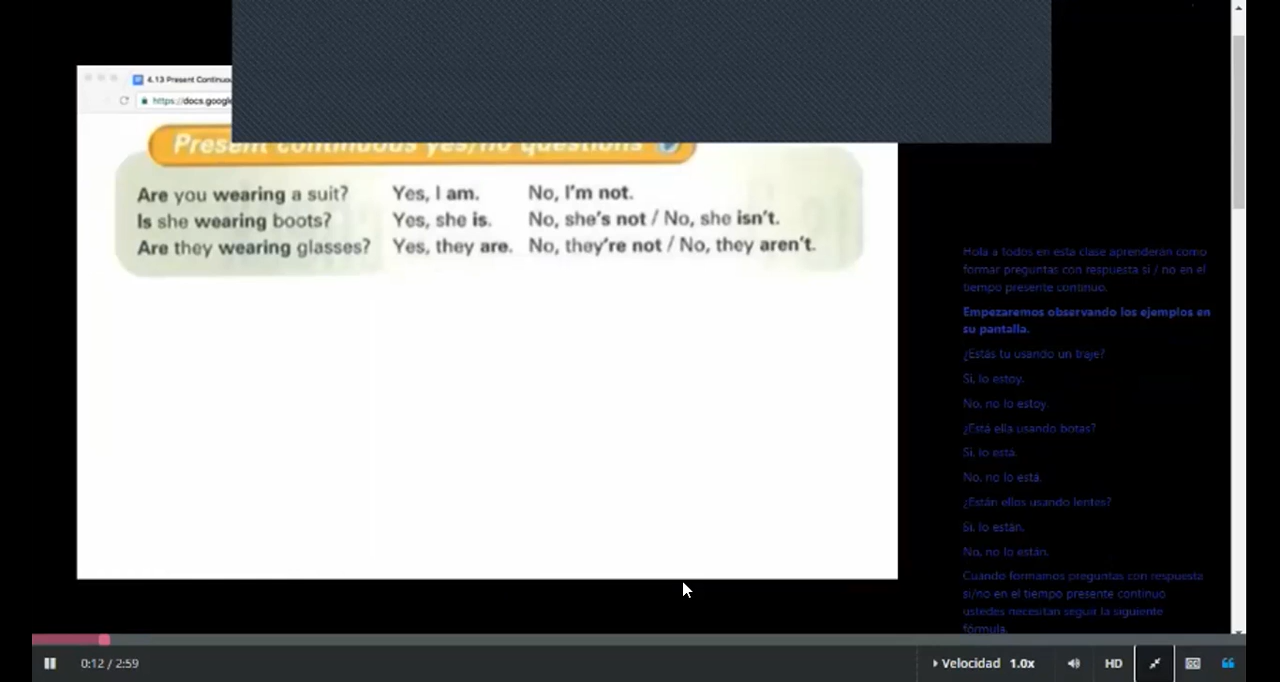 4.13 Present Continuou
https://docs.google
Present continuous yes/no questions
Are you wearing a suit? Yes, I am. No, I'm not.
Is she wearing boots? Yes, she is. No, she's not / No, she isn't.
Are they wearing glasses? Yes, they are. No, they're not / No, they aren't.
Hola a todos en esta clase aprenderán como
formar preguntas con respuesta si / no en el
tiempo presente continuo.
Empezaremos observando los ejemplos en
su pantalla.
¿Estás tu usando un traje?
Si, lo estoy.
No, no lo estoy.
¿Está ella usando botas?
Si, lo está.
No, no lo está.
¿Están ellos usando lentes?
Si, lo están.
No, no lo están.
Cuándo formamos preguntas con respuesta
si/no en el tiempo presente continuo
ustedes necesitan seguir la siguiente
fórmula.
0:12 / 2:59
Velocidad 1.0x
HD